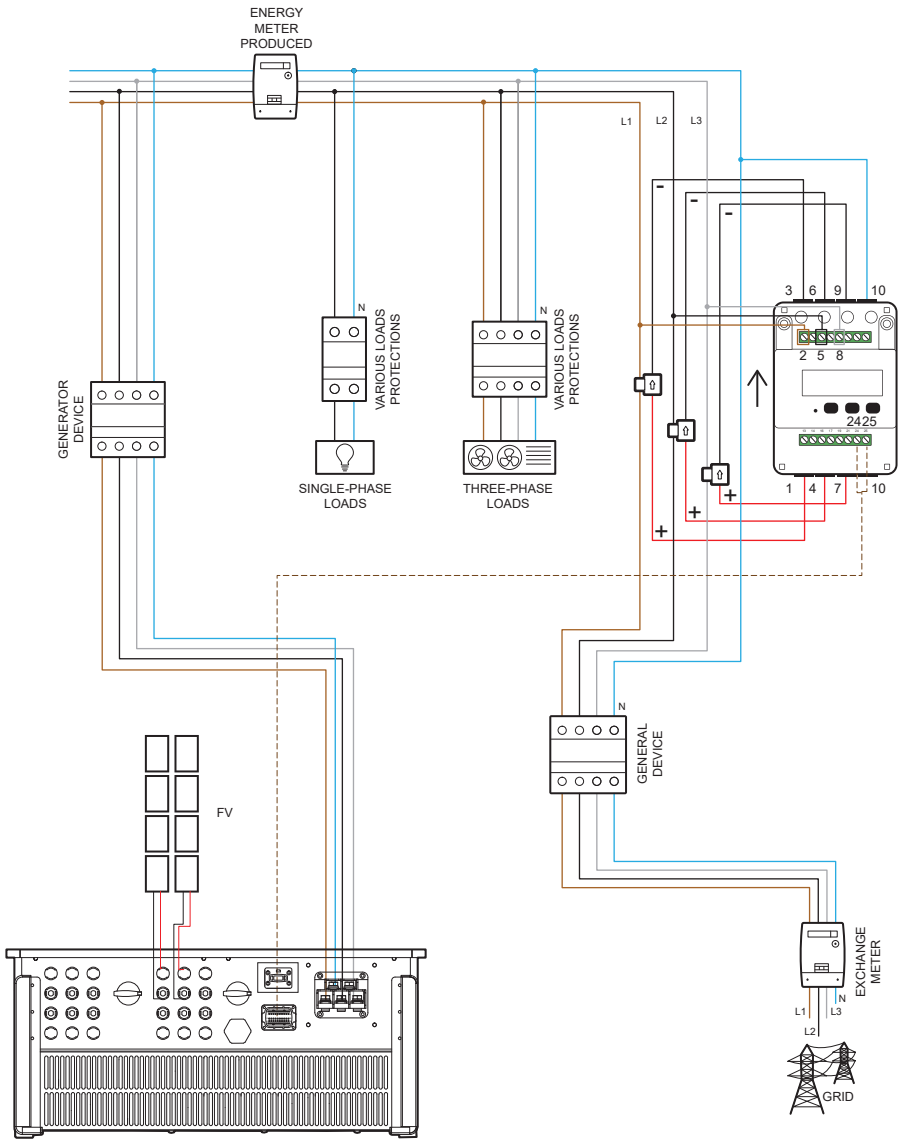 ENERGY
METER
PRODUCED
L1
L2
L3
-
-
-
3 6 9 10
2 5 8
24 25
1 4 7 10
+
+
+
N
VARIOUS LOADS
PROTECTIONS
N
VARIOUS LOADS
PROTECTIONS
GENERATOR
DEVICE
SINGLE-PHASE
LOADS
THREE-PHASE
LOADS
N
GENERAL
DEVICE
FV
EXCHANGE
METER
N
L1
L3
L2
GRID